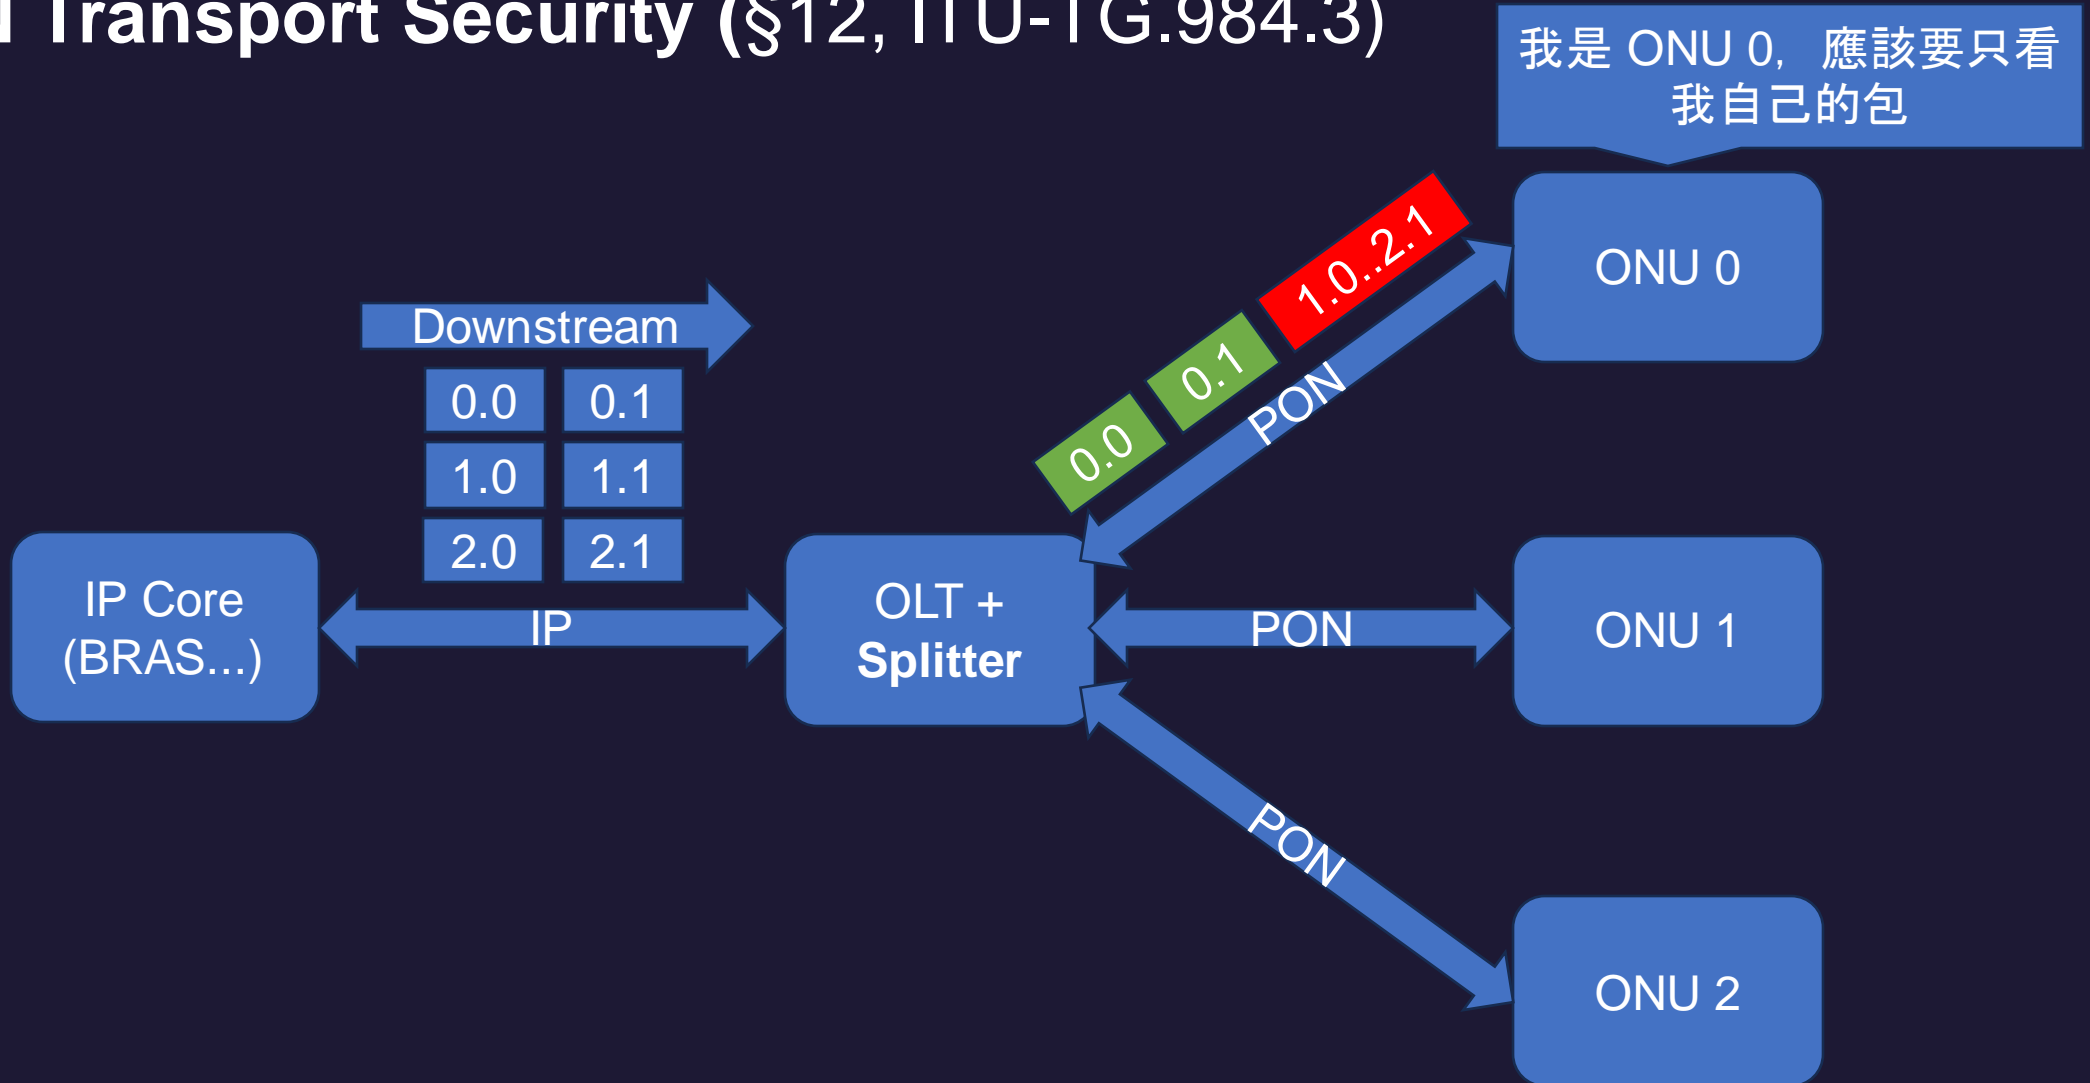 Transport Security (§12, ITU-TG.984.3)
我是 ONU 0，應該要只看
我自己的包
Downstream
0.0 0.1
1.0 1.1
2.0 2.1
IP Core
(BRAS...)
IP
OLT +
Splitter
0.0
0.1
1.0..2.1
PON
ONU 0
PON
ONU 1
PON
ONU 2